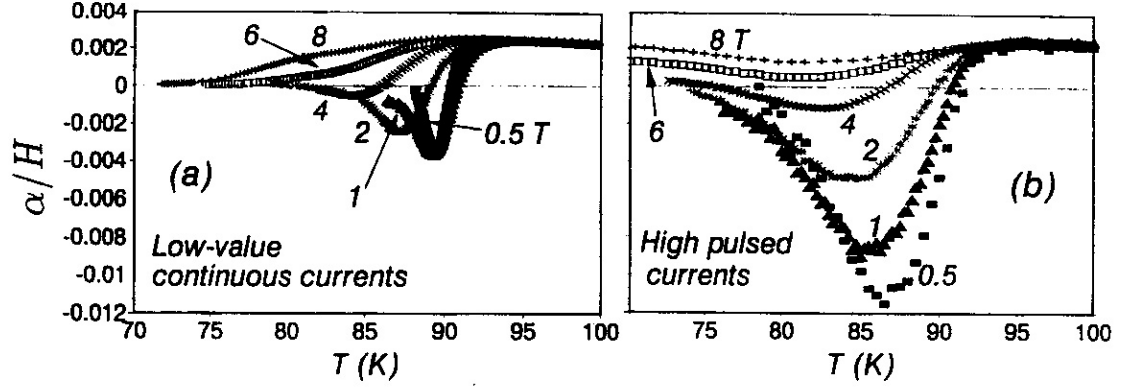 0.004
0.002
0
-0.002
-0.004
-0.006
-0.008
-0.01
-0.012
α/H
6
8
4
2
1
0.5 T
(a)
Low-value
continuous currents
70 75 80 85 90 95 100
T (K)
8 T
6
4
2
1
0.5
(b)
High pulsed
currents
75 80 85 90 95 100
T (K)